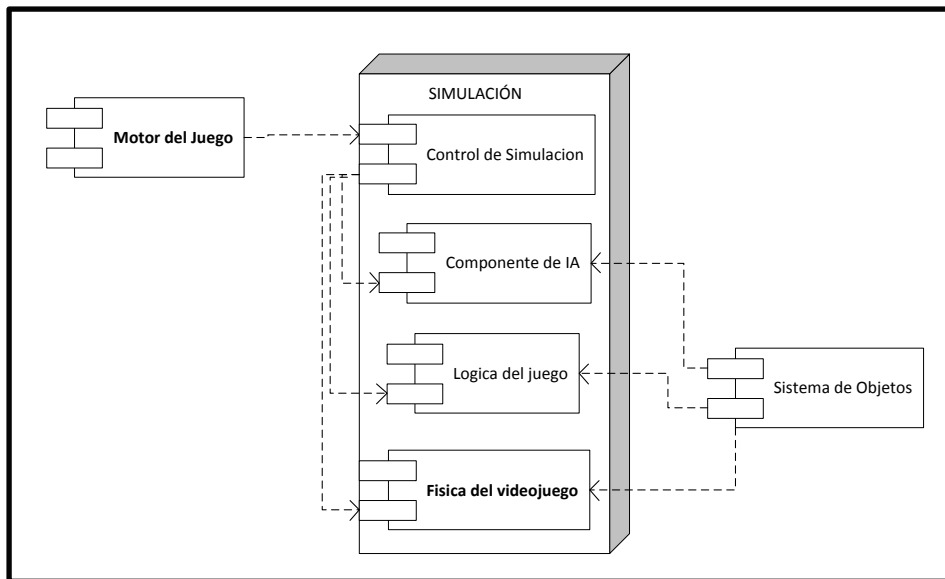 SIMULACIÓN
Motor del Juego
Control de Simulacion
Componente de IA
Logica del juego
Sistema de Objetos
Fisica del videojuego